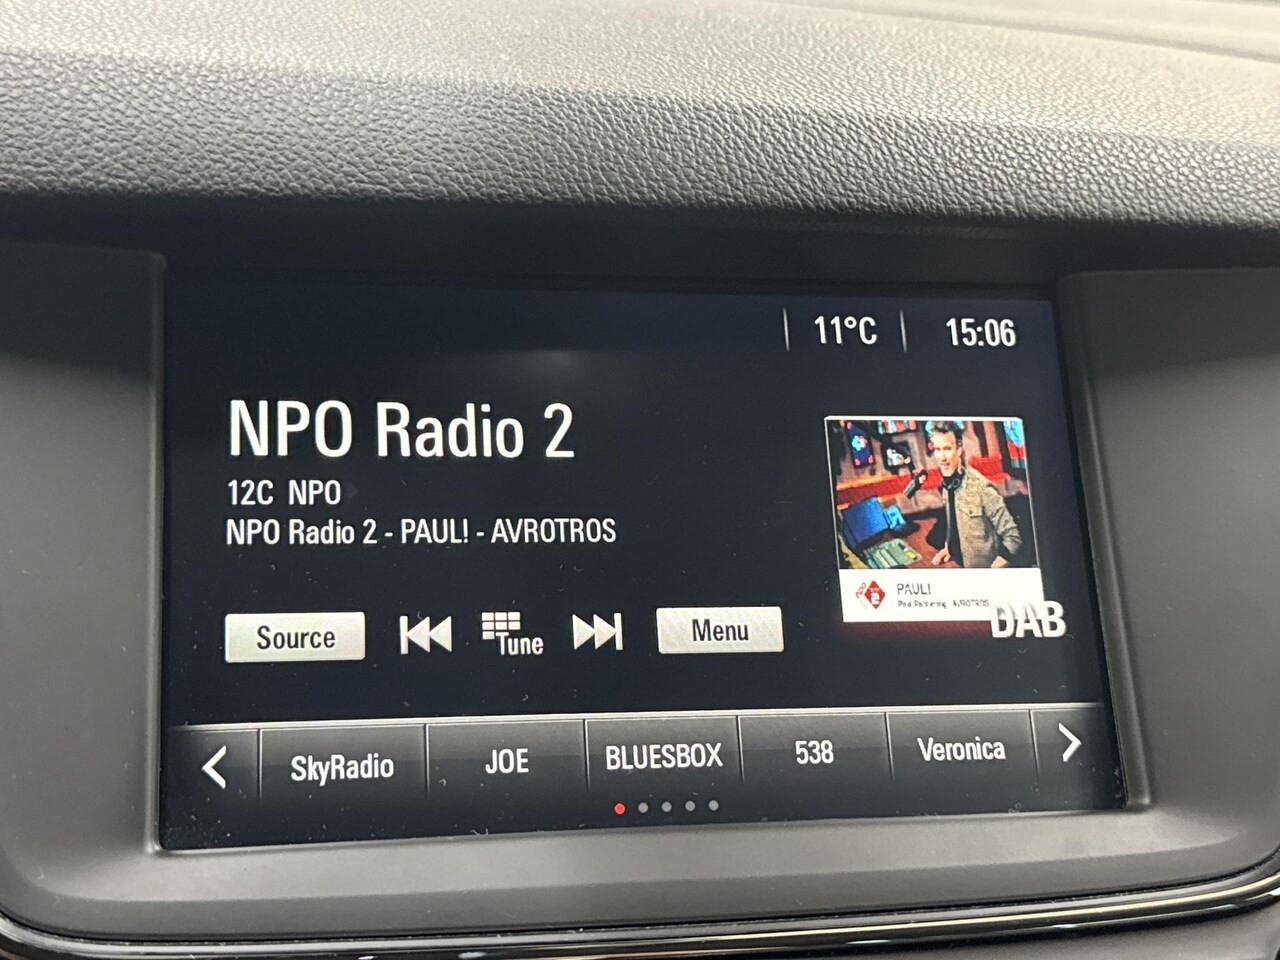 11°C 15:06
NPO Radio 2
12C NPO
NPO Radio 2 - PAUL! - AVROTROS
PAUL!
AVROTROS
DAB
Source Tune Menu
SkyRadio JOE BLUESBOX 538 Veronica